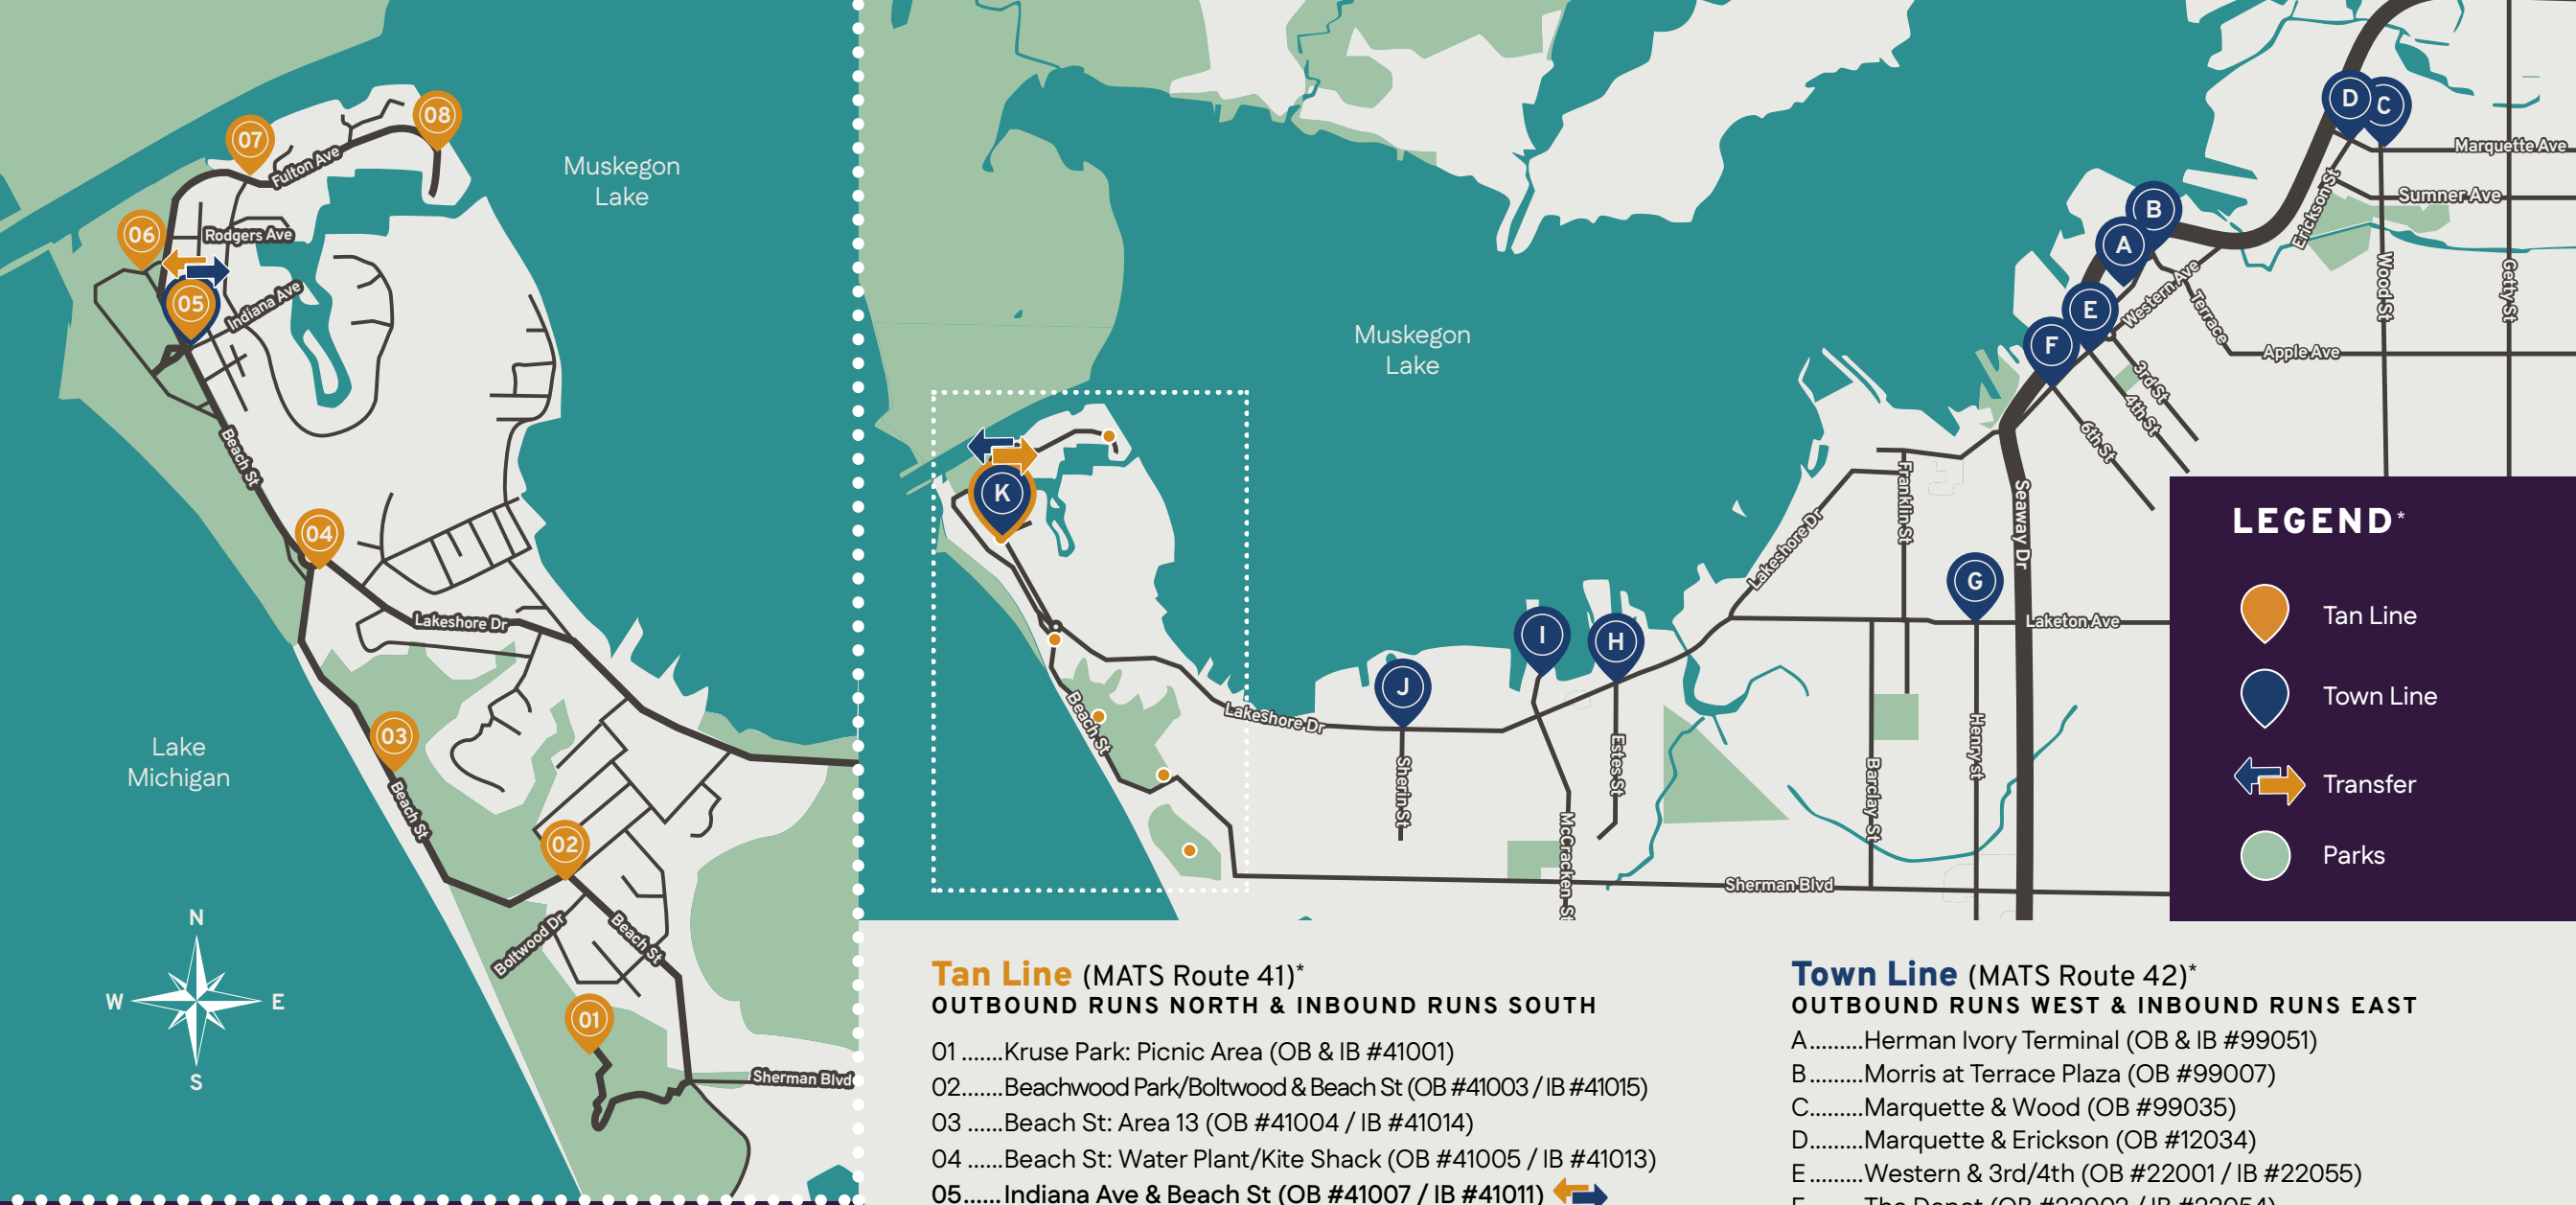 08
07
Fulton Ave
Muskegon
Lake
06
Rodgers Ave
05
Indiana Ave
Beach St
04
Lakeshore Dr
03
Lake
Michigan
Beach St
02
Boltwood Dr
Beach St
N
W
E
S
01
Sherman Blvd
D
C
Marquette Ave
Sumner Ave
Erickson St
B
A
Wood St
Getty St
Western Ave
Terrace
E
F
Apple Ave
3rd St
4th St
6th St
Muskegon
Lake
K
Franklin St
Seaway Dr
Lakeshore Dr
G
Laketon Ave
I
H
J
Beach St
Lakeshore Dr
Sherin St
Estes St
McCracken St
Barclay St
Henry st
Sherman Blvd
LEGEND*
Tan Line
Town Line
Transfer
Parks
Tan Line (MATS Route 41)*
OUTBOUND RUNS NORTH & INBOUND RUNS SOUTH
01 .......Kruse Park: Picnic Area (OB & IB #41001)
02.......Beachwood Park/Boltwood & Beach St (OB #41003 / IB #41015)
03 ......Beach St: Area 13 (OB #41004 / IB #41014)
04 ......Beach St: Water Plant/Kite Shack (OB #41005 / IB #41013)
05......Indiana Ave & Beach St (OB #41007 / IB #41011)
Town Line (MATS Route 42)*
OUTBOUND RUNS WEST & INBOUND RUNS EAST
A.........Herman Ivory Terminal (OB & IB #99051)
B.........Morris at Terrace Plaza (OB #99007)
C.........Marquette & Wood (OB #99035)
D.........Marquette & Erickson (OB #12034)
E.........Western & 3rd/4th (OB #22001 / IB #22055)